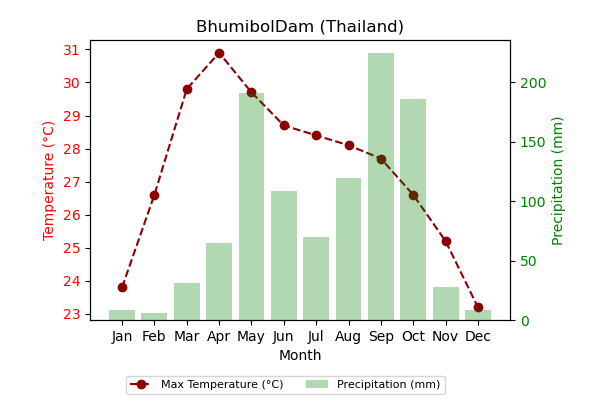 BhumibolDam (Thailand)
31
30
29
28
27
26
25
24
23
Temperature (°C)
200
150
100
50
0
Precipitation (mm)
Jan Feb Mar Apr May Jun Jul Aug Sep Oct Nov Dec
Month
Max Temperature (°C) Precipitation (mm)